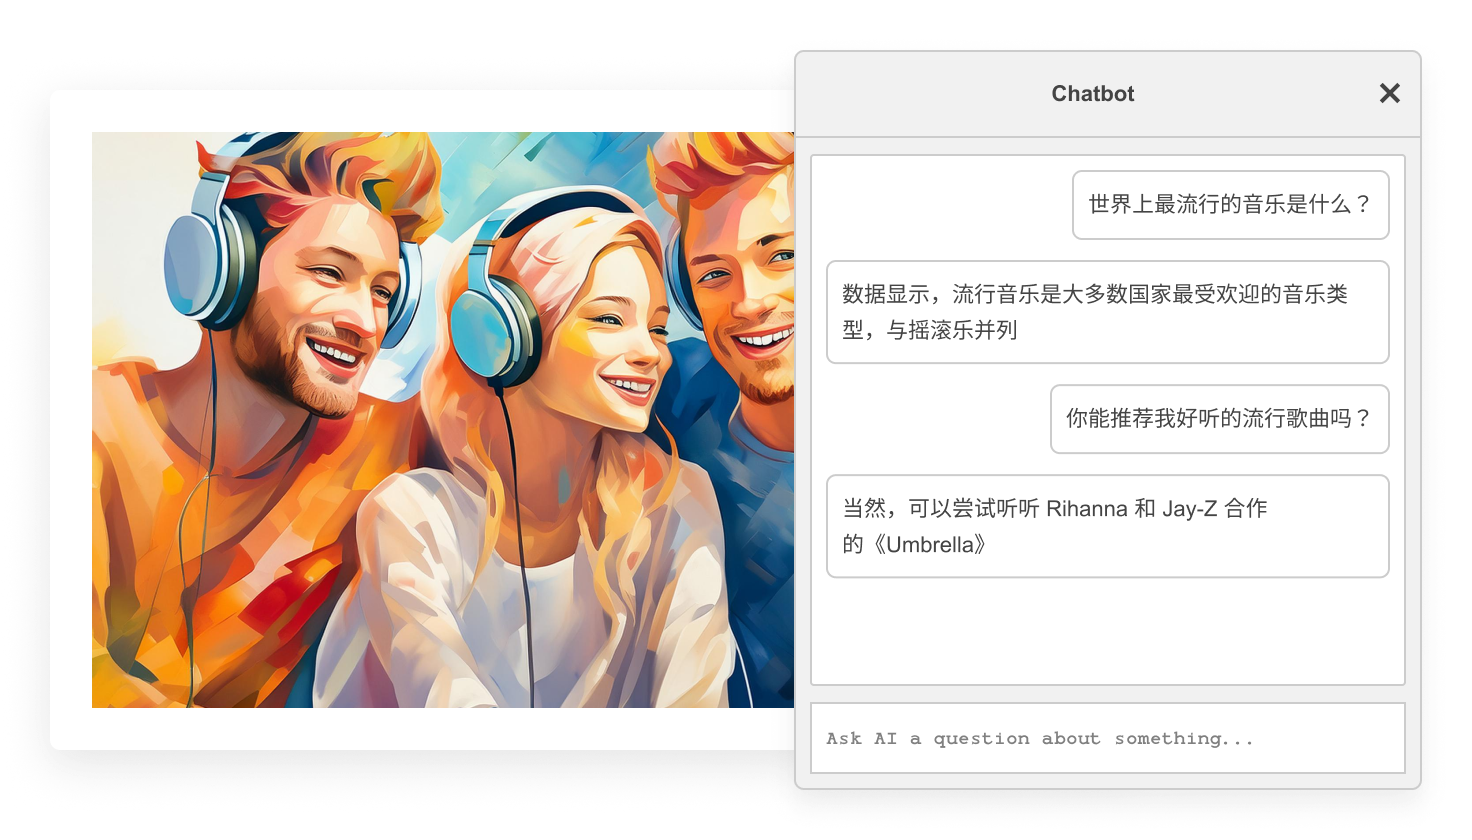 Chatbot
世界上最流行的音乐是什么？
数据显示，流行音乐是大多数国家最受欢迎的音乐类
型，与摇滚乐并列
你能推荐我好听的流行歌曲吗？
当然，可以尝试听听 Rihanna 和 Jay-Z 合作
的《Umbrella》
Ask AI a question about something...